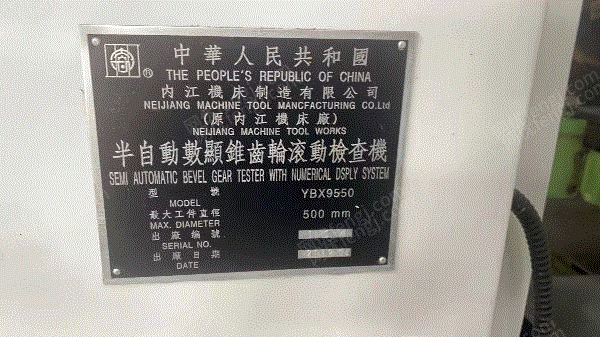 中華人民共和國
THE PEOPLE'S REPUBLIC OF CHINA
内江機床制造有限公司
NEIJIANG MACHINE TOOL MANCFACTURING CO.Ltd
(原内江機床廠)
NEIJIANG MACHINE TOOL WORKS
半自動數顯錐齒輪滚動檢查機
SEMI AUTOMATIC BEVEL GEAR TESTER WITH NUMERICAL DSPLY SYSTEM
型號 YBX9550
MODEL
最大工件直徑 500 mm
MAX. DIAMETER
出廠編號
SERIAL NO.
出廠日期
DATE